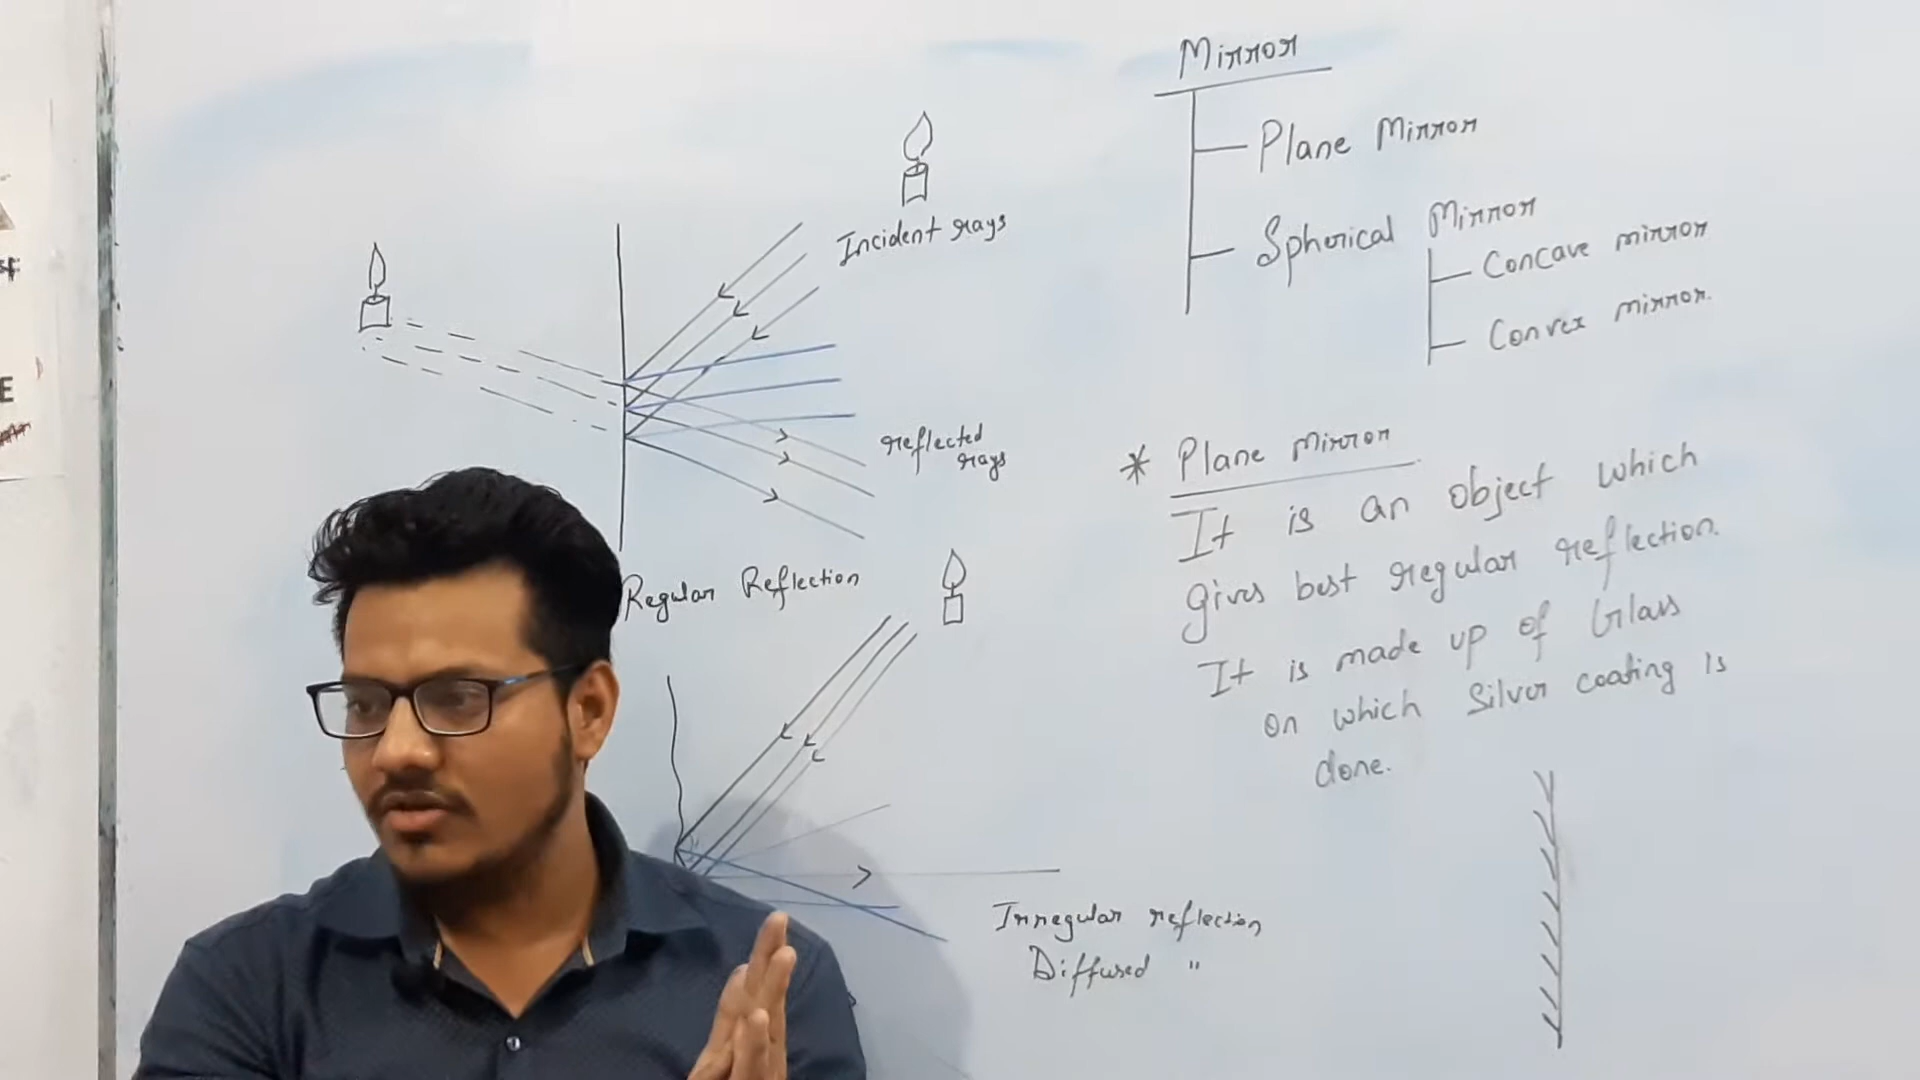 Mirror
Plane Mirror
Spherical Mirror
Concave mirror
Convex mirror.
Incident rays
reflected
rays
Regular Reflection
* Plane mirror
It is an object which
gives best regular reflection.
It is made up of Glass
on which Silver coating is
done.
Irregular reflection
Diffused "
E